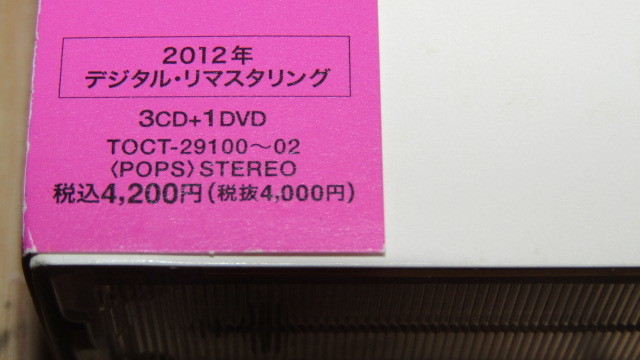 2012年
デジタル・リマスタリング
3CD+1DVD
TOCT-29100～02
〈POPS〉STEREO
税込4,200円(税抜4,000円)